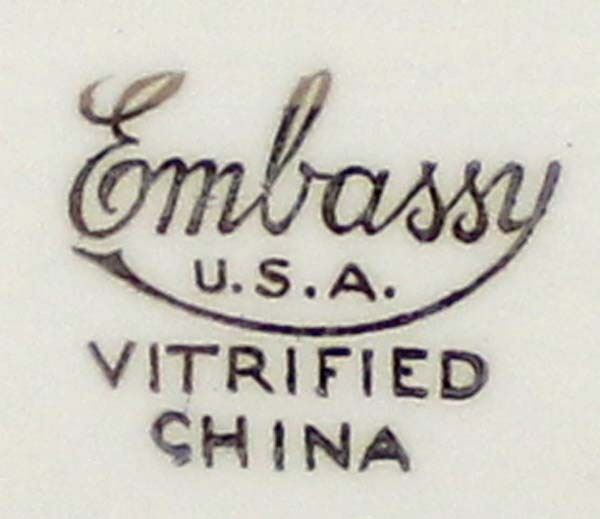 Embassy
U.S.A.
VITRIFIED
CHINA